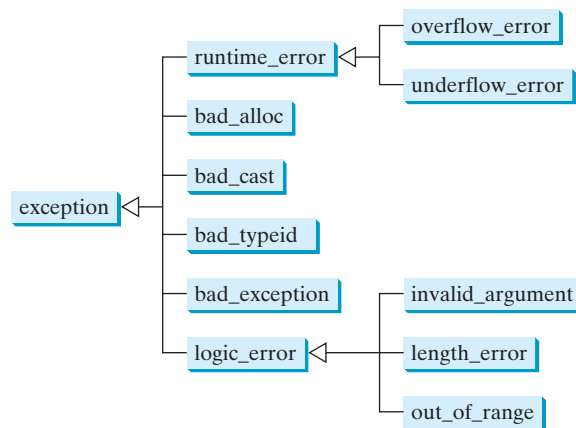 overflow_error
runtime_error
underflow_error
bad_alloc
bad_cast
exception
bad_typeid
bad_exception
invalid_argument
logic_error
length_error
out_of_range